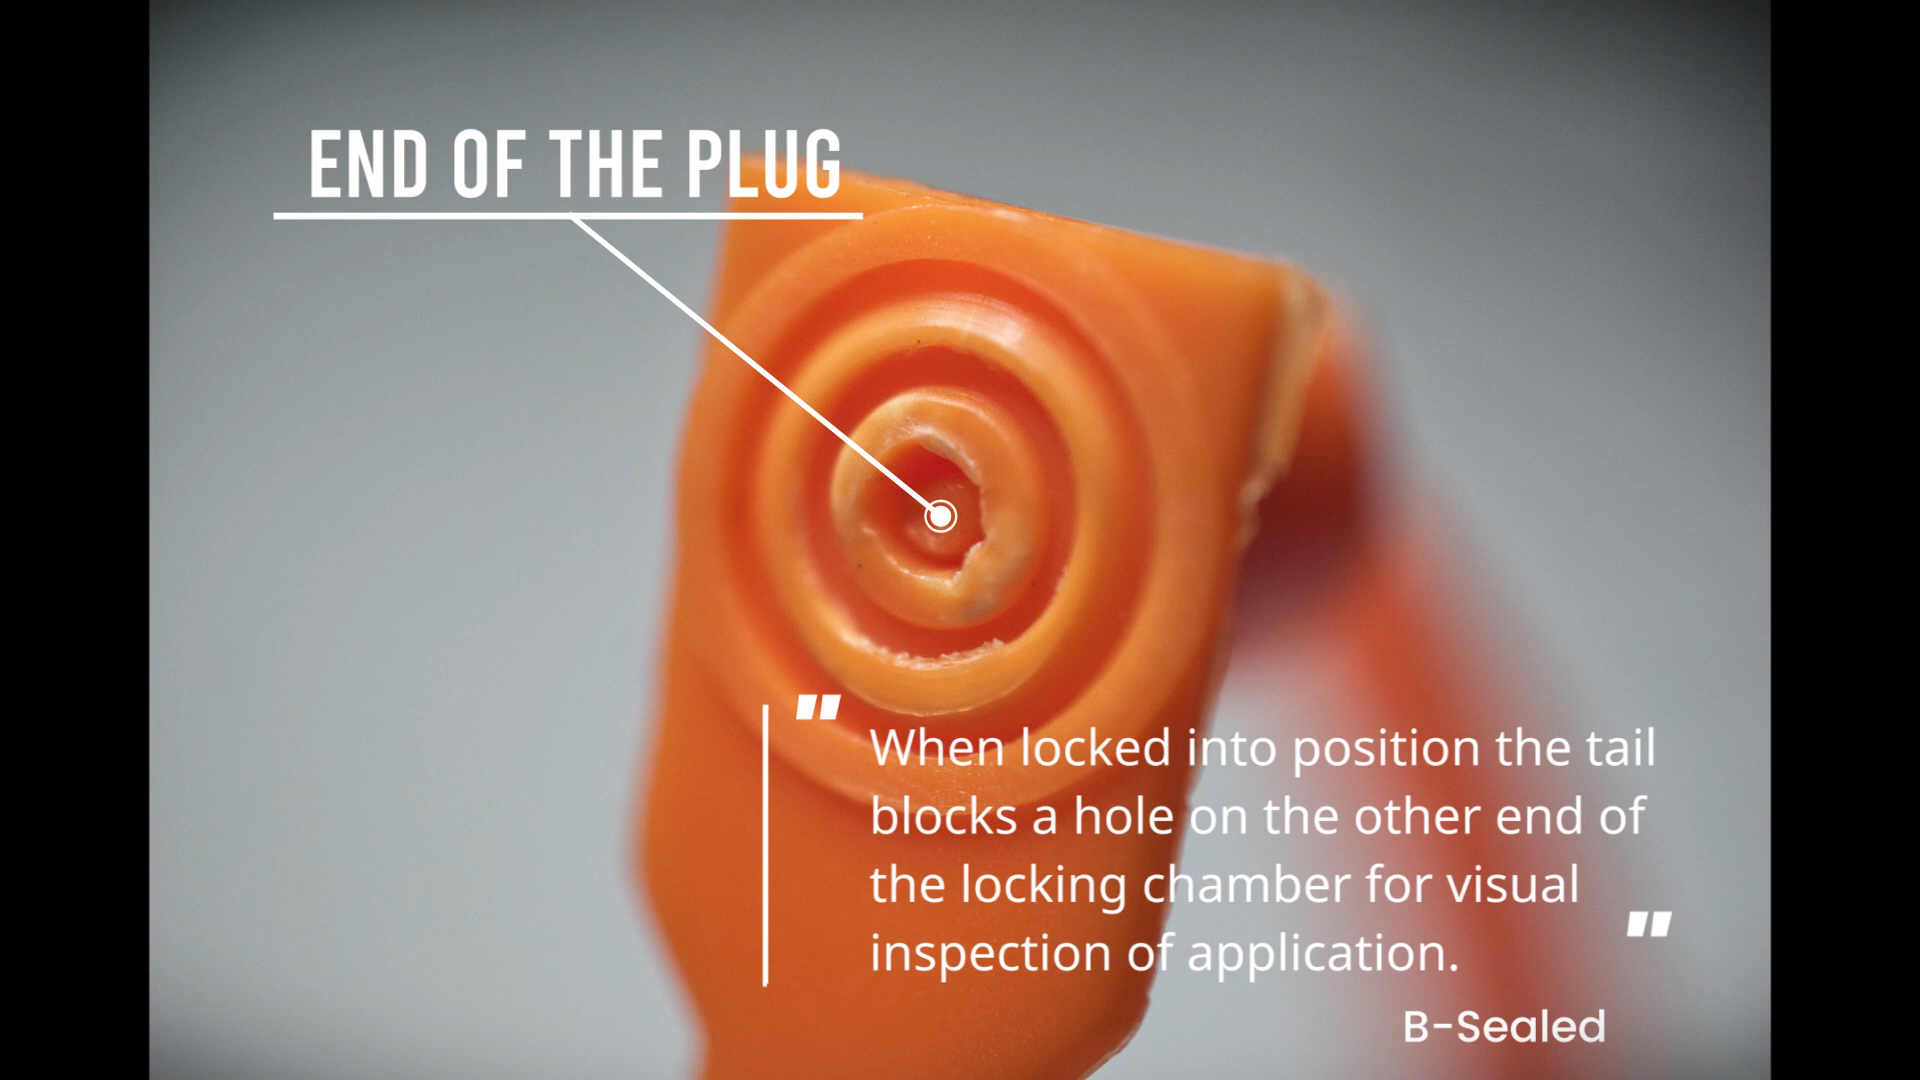 END OF THE PLUG
"
When locked into position the tail
blocks a hole on the other end of
the locking chamber for visual
inspection of application.
"
B-Sealed